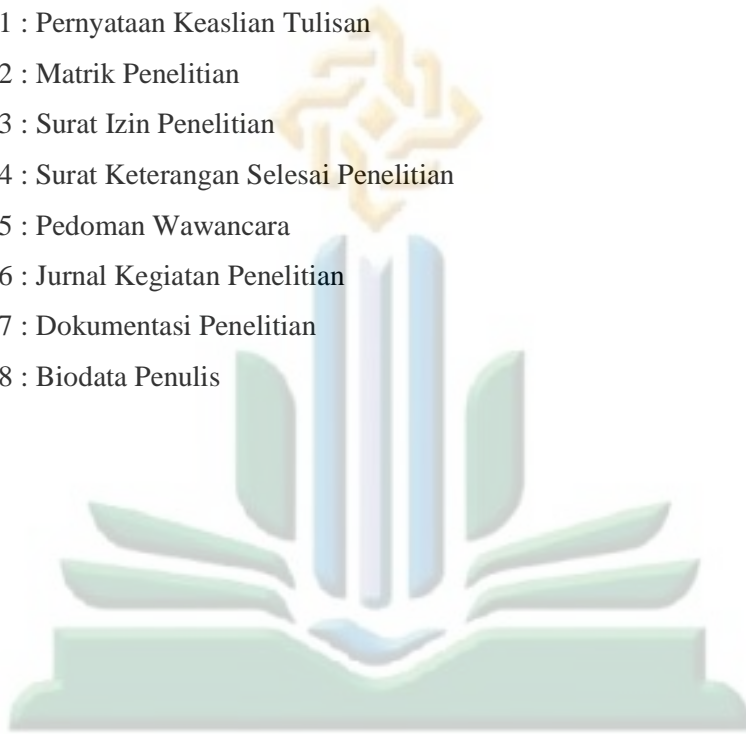 1 : Pernyataan Keaslian Tulisan
2 : Matrik Penelitian
3 : Surat Izin Penelitian
4 : Surat Keterangan Selesai Penelitian
5 : Pedoman Wawancara
6 : Jurnal Kegiatan Penelitian
7 : Dokumentasi Penelitian
8 : Biodata Penulis